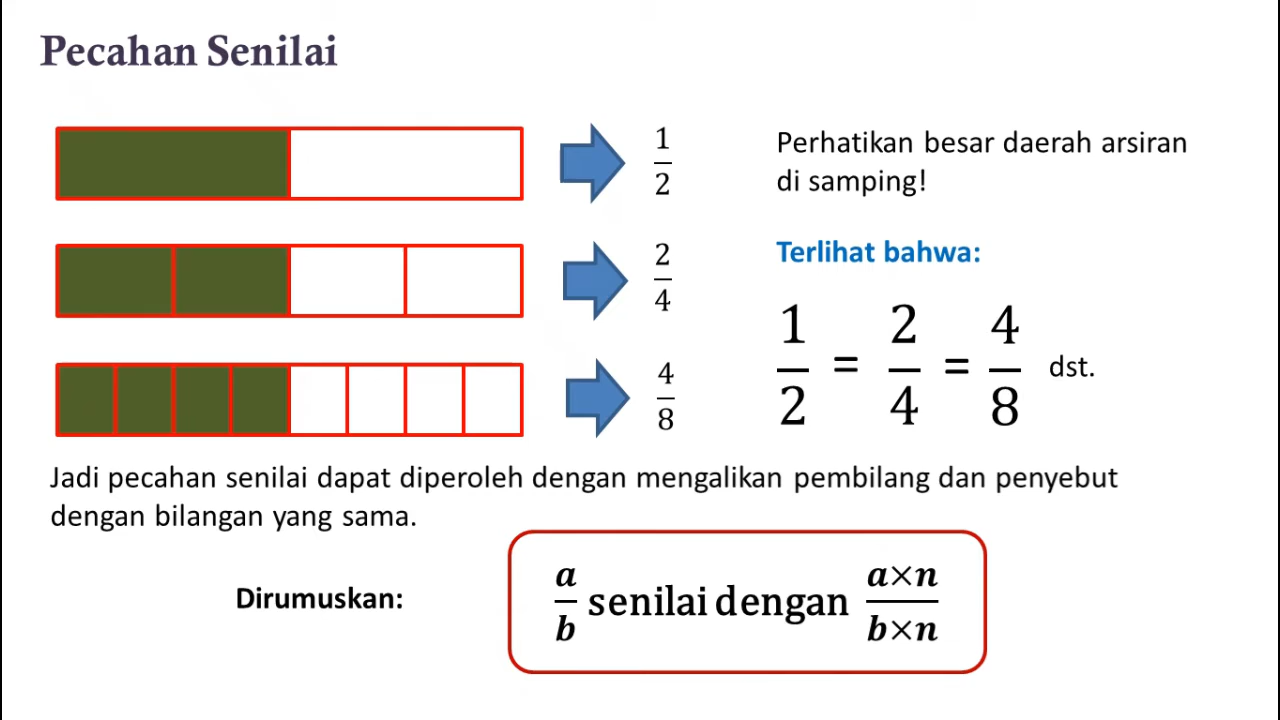 Pecahan Senilai
1
2
2
4
4
8
Perhatikan besar daerah arsiran
di samping!
Terlihat bahwa:
1/2 = 2/4 = 4/8 dst.
Jadi pecahan senilai dapat diperoleh dengan mengalikan pembilang dan penyebut
dengan bilangan yang sama.
Dirumuskan:
a/b senilai dengan a×n/b×n